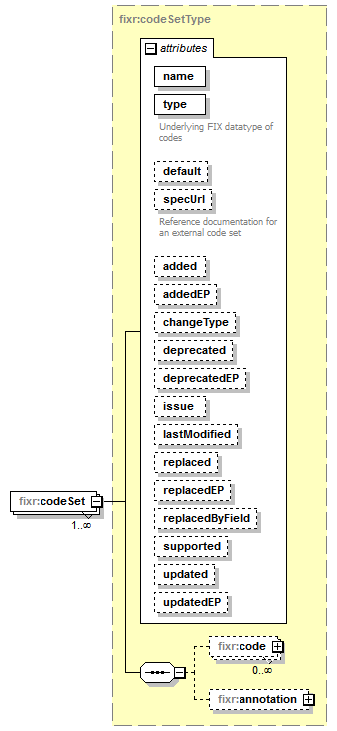 fixr:codeSetType
attributes
name
type
Underlying FIX datatype of
codes
default
specUrl
Reference documentation for
an external code set
added
addedEP
changeType
deprecated
deprecatedEP
issue
lastModified
replaced
replacedEP
replacedByField
supported
updated
updatedEP
fixr:codeSet
1..∞
fixr:code
0..∞
fixr:annotation